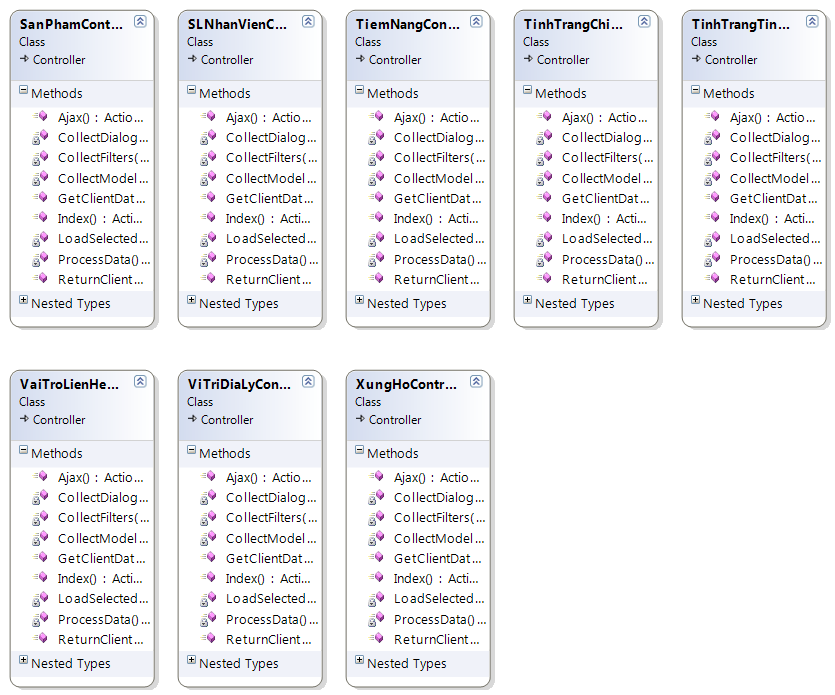 SanPhamCont...
Class
Controller
Methods
Ajax() : Actio...
CollectDialog...
CollectFilters(...
CollectModel...
GetClientDat...
Index() : Acti...
LoadSelected...
ProcessData()...
ReturnClient...
Nested Types
SLNhanVienC...
Class
Controller
Methods
Ajax() : Actio...
CollectDialog...
CollectFilters(...
CollectModel...
GetClientDat...
Index() : Acti...
LoadSelected...
ProcessData()...
ReturnClient...
Nested Types
TiemNangCon...
Class
Controller
Methods
Ajax() : Actio...
CollectDialog...
CollectFilters(...
CollectModel...
GetClientDat...
Index() : Acti...
LoadSelected...
ProcessData()...
ReturnClient...
Nested Types
TinhTrangChi...
Class
Controller
Methods
Ajax() : Actio...
CollectDialog...
CollectFilters(...
CollectModel...
GetClientDat...
Index() : Acti...
LoadSelected...
ProcessData()...
ReturnClient...
Nested Types
TinhTrangTin...
Class
Controller
Methods
Ajax() : Actio...
CollectDialog...
CollectFilters(...
CollectModel...
GetClientDat...
Index() : Acti...
LoadSelected...
ProcessData()...
ReturnClient...
Nested Types
VaiTroLienHe...
Class
Controller
Methods
Ajax() : Actio...
CollectDialog...
CollectFilters(...
CollectModel...
GetClientDat...
Index() : Acti...
LoadSelected...
ProcessData()...
ReturnClient...
Nested Types
ViTriDiaLyCon...
Class
Controller
Methods
Ajax() : Actio...
CollectDialog...
CollectFilters(...
CollectModel...
GetClientDat...
Index() : Acti...
LoadSelected...
ProcessData()...
ReturnClient...
Nested Types
XungHoContr...
Class
Controller
Methods
Ajax() : Actio...
CollectDialog...
CollectFilters(...
CollectModel...
GetClientDat...
Index() : Acti...
LoadSelected...
ProcessData()...
ReturnClient...
Nested Types